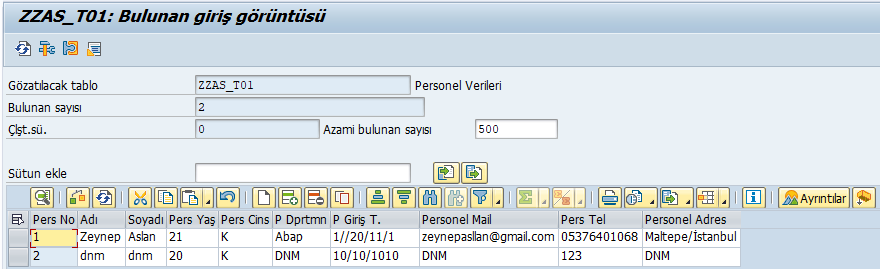 ZZAS_T01: Bulunan giriş görüntüsü
Gözatılacak tablo ZZAS_T01 Personel Verileri
Bulunan sayısı 2
Çlşt.sü. 0 Azami bulunan sayısı 500
Sütun ekle
Ayrıntılar
Pers No Adı Soyadı Pers Yaş Pers Cins P Dprtmn P Giriş T. Personel Mail Pers Tel Personel Adres
1 Zeynep Aslan 21 K Abap 1//20/11/1 zeynepasllan@gmail.com 05376401068 Maltepe/İstanbul
2 dnm dnm 20 K DNM 10/10/1010 DNM 123 DNM